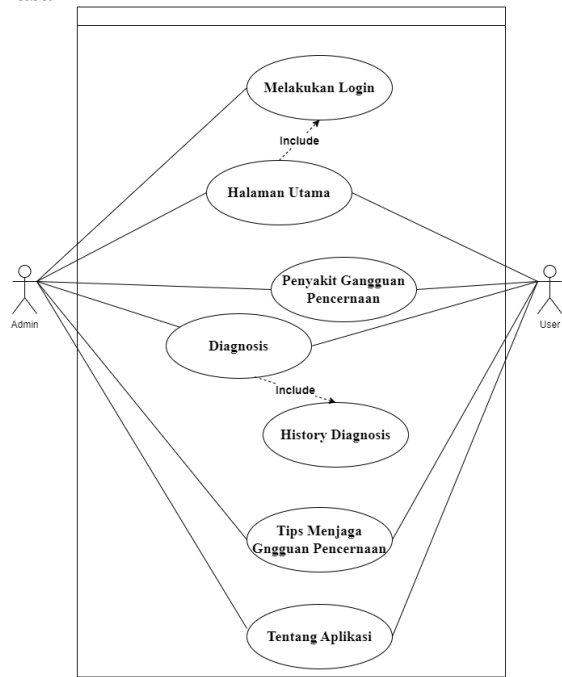 Melakukan Login
Include
Halaman Utama
Penyakit Gangguan
Pencernaan
Admin
User
Diagnosis
Include
History Diagnosis
Tips Menjaga
Gngguan Pencernaan
Tentang Aplikasi